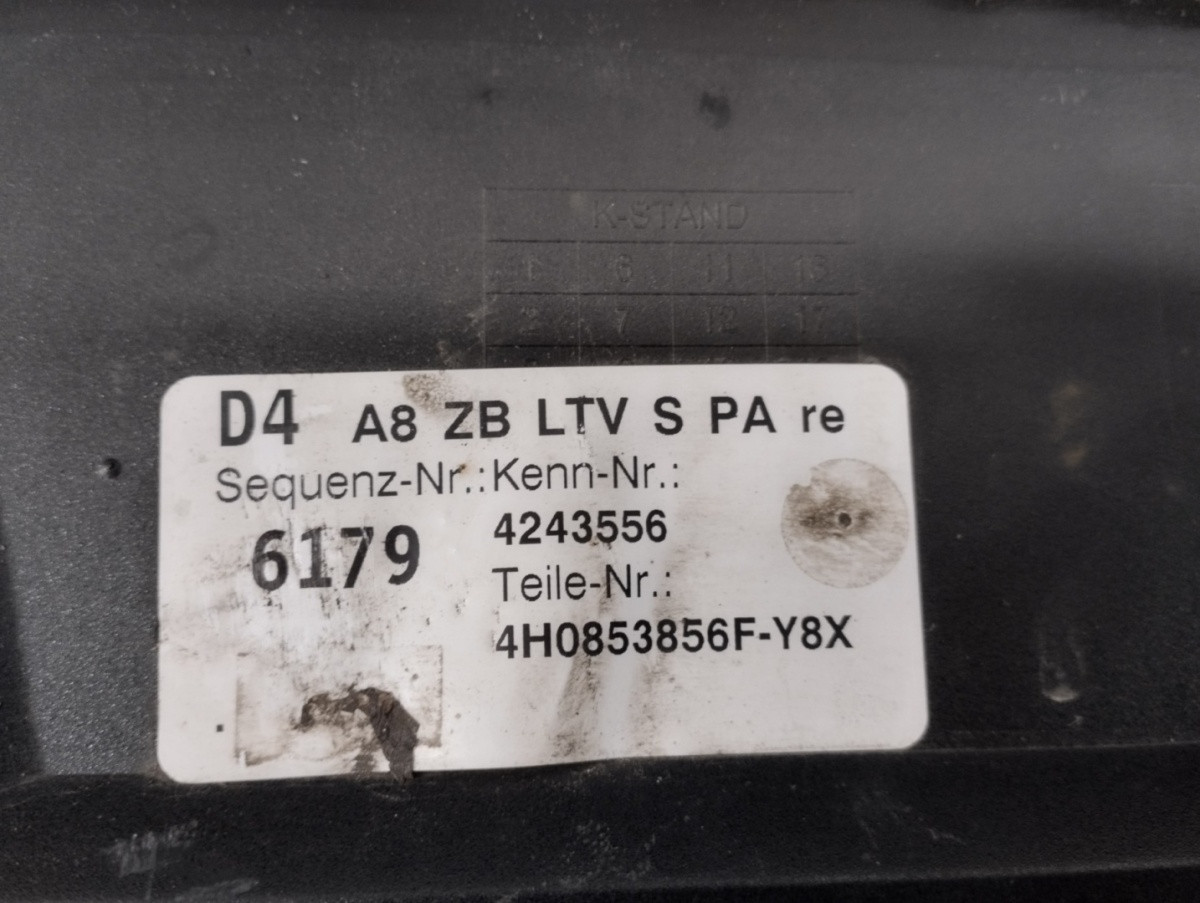 K-STAND
1 6 11 16
2 7 12 17
D4 A8 ZB LTV S PA re
Sequenz-Nr.: Kenn-Nr.:
4243556
6179
Teile-Nr.:
4H0853856F-Y8X